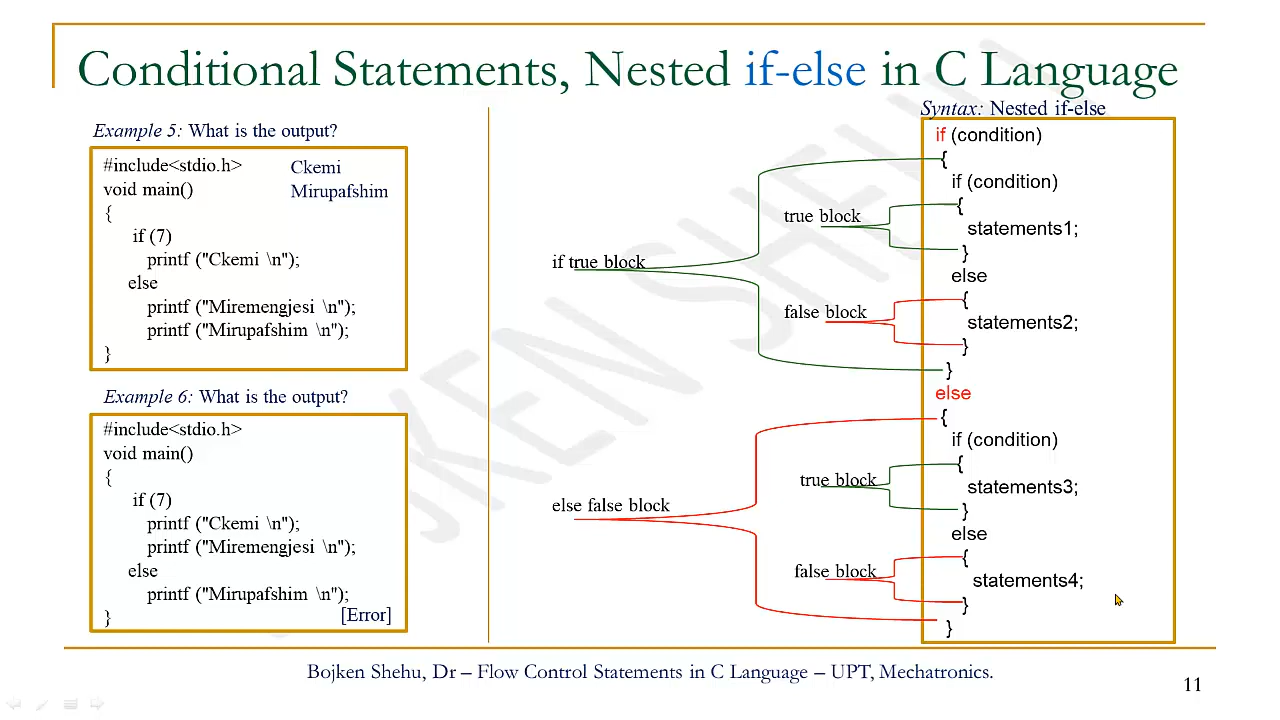 Conditional Statements, Nested if-else in C Language
Example 5: What is the output?
#include<stdio.h>
void main()
{
if (7)
printf ("Ckemi \n");
else
printf ("Miremengjesi \n");
printf ("Mirupafshim \n");
}
Ckemi
Mirupafshim
Example 6: What is the output?
#include<stdio.h>
void main()
{
if (7)
printf ("Ckemi \n");
printf ("Miremengjesi \n");
else
printf ("Mirupafshim \n");
}
[Error]
if true block
true block
false block
else false block
true block
false block
Syntax: Nested if-else
if (condition)
{
if (condition)
{
statements1;
}
else
{
statements2;
}
}
else
{
if (condition)
{
statements3;
}
else
{
statements4;
}
}
Bojken Shehu, Dr – Flow Control Statements in C Language – UPT, Mechatronics.
11